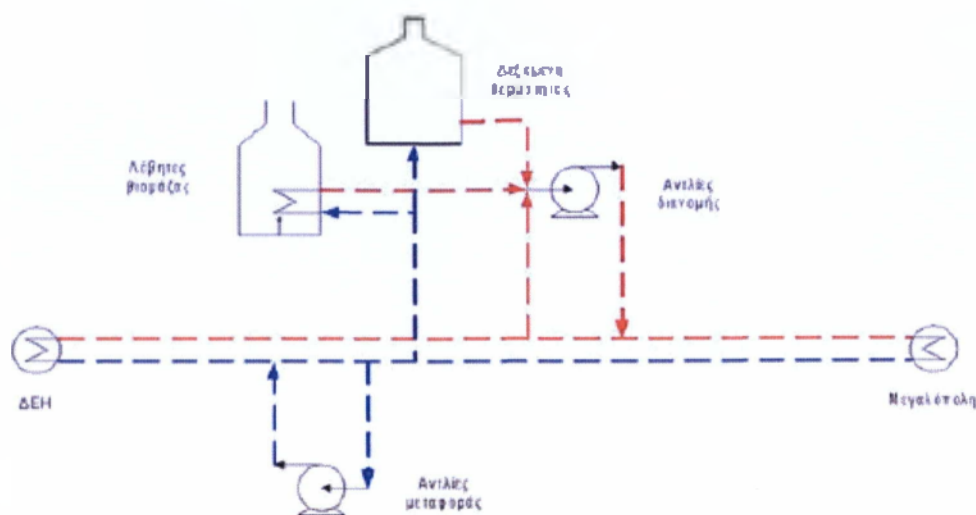 Δεξαμενή
θερμότητας
Λέβητες
βιομάζας
Αντλίες
διανομής
ΔΕΗ
Μεγαλόπολη
Αντλίες
μεταφοράς